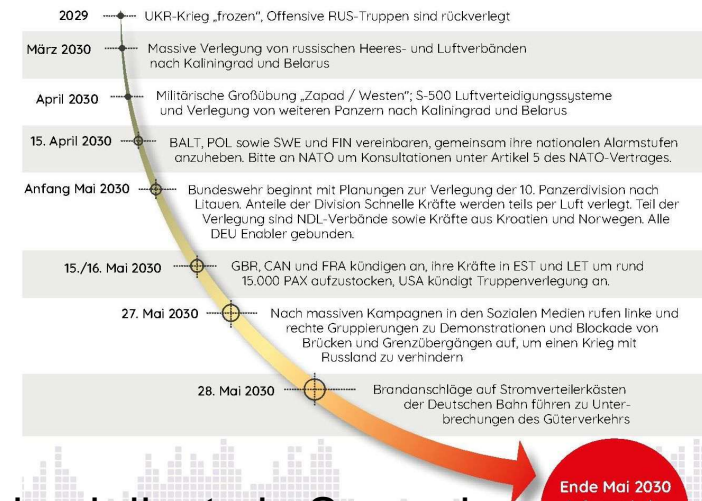 2029 UKR-Krieg „frozen“, Offensive RUS-Truppen sind rückverlegt
März 2030 Massive Verlegung von russischen Heeres- und Luftverbänden
nach Kaliningrad und Belarus
April 2030 Militärische Großübung „Zapad / Westen“; S-500 Luftverteidigungssysteme
und Verlegung von weiteren Panzern nach Kaliningrad und Belarus
15. April 2030 BALT, POL sowie SWE und FIN vereinbaren, gemeinsam ihre nationalen Alarmstufen
anzuheben. Bitte an NATO um Konsultationen unter Artikel 5 des NATO-Vertrages.
Anfang Mai 2030 Bundeswehr beginnt mit Planungen zur Verlegung der 10. Panzerdivision nach
Litauen. Anteile der Division Schnelle Kräfte werden teils per Luft verlegt. Teil der
Verlegung sind NDL-Verbände sowie Kräfte aus Kroatien und Norwegen. Alle
DEU Enabler gebunden.
15./16. Mai 2030 GBR, CAN und FRA kündigen an, ihre Kräfte in EST und LET um rund
15.000 PAX aufzustocken, USA kündigt Truppenverlegung an.
27. Mai 2030 Nach massiven Kampagnen in den Sozialen Medien rufen linke und
rechte Gruppierungen zu Demonstrationen und Blockade von
Brücken und Grenzübergängen auf, um einen Krieg mit
Russland zu verhindern
28. Mai 2030 Brandanschläge auf Stromverteilerkästen
der Deutschen Bahn führen zu Unter-
brechungen des Güterverkehrs
Ende Mai 2030